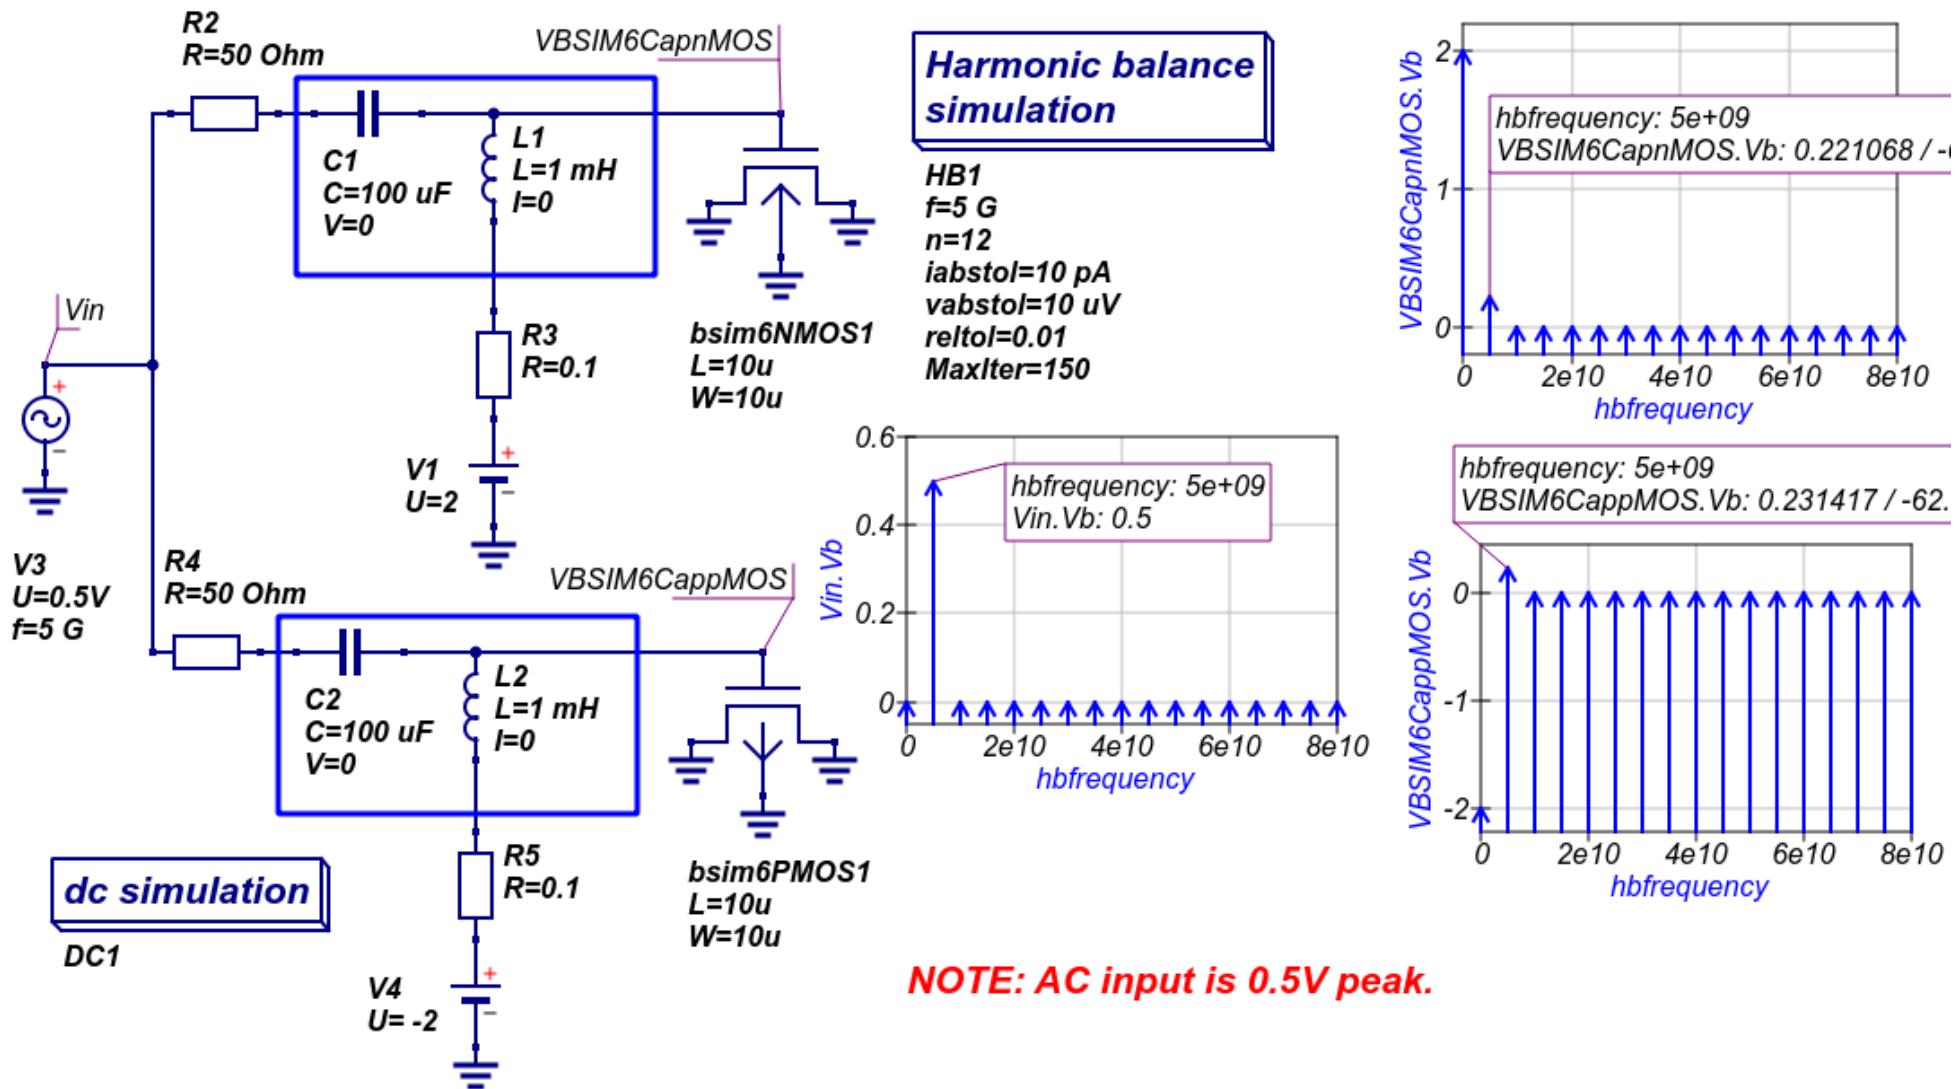 R2
R=50 Ohm
VBSIM6CapnMOS
C1
C=100 uF
V=0
L1
L=1 mH
I=0
R3
R=0.1
V1
U=2
bsim6NMOS1
L=10u
W=10u
Vin
+
−
V3
U=0.5V
f=5 G
R4
R=50 Ohm
VBSIM6CappMOS
C2
C=100 uF
V=0
L2
L=1 mH
I=0
R5
R=0.1
V4
U= -2
bsim6PMOS1
L=10u
W=10u
dc simulation
DC1
Harmonic balance
simulation
HB1
f=5 G
n=12
iabstol=10 pA
vabstol=10 uV
reltol=0.01
MaxIter=150
Vin.Vb
0.6
0.4
0.2
0
hbfrequency: 5e+09
Vin.Vb: 0.5
0 2e10 4e10 6e10 8e10
hbfrequency
VBSIM6CapnMOS.Vb
2
1
0
hbfrequency: 5e+09
VBSIM6CapnMOS.Vb: 0.221068 / -
0 2e10 4e10 6e10 8e10
hbfrequency
hbfrequency: 5e+09
VBSIM6CappMOS.Vb: 0.231417 / -62.
VBSIM6CappMOS.Vb
0
-1
-2
0 2e10 4e10 6e10 8e10
hbfrequency
NOTE: AC input is 0.5V peak.